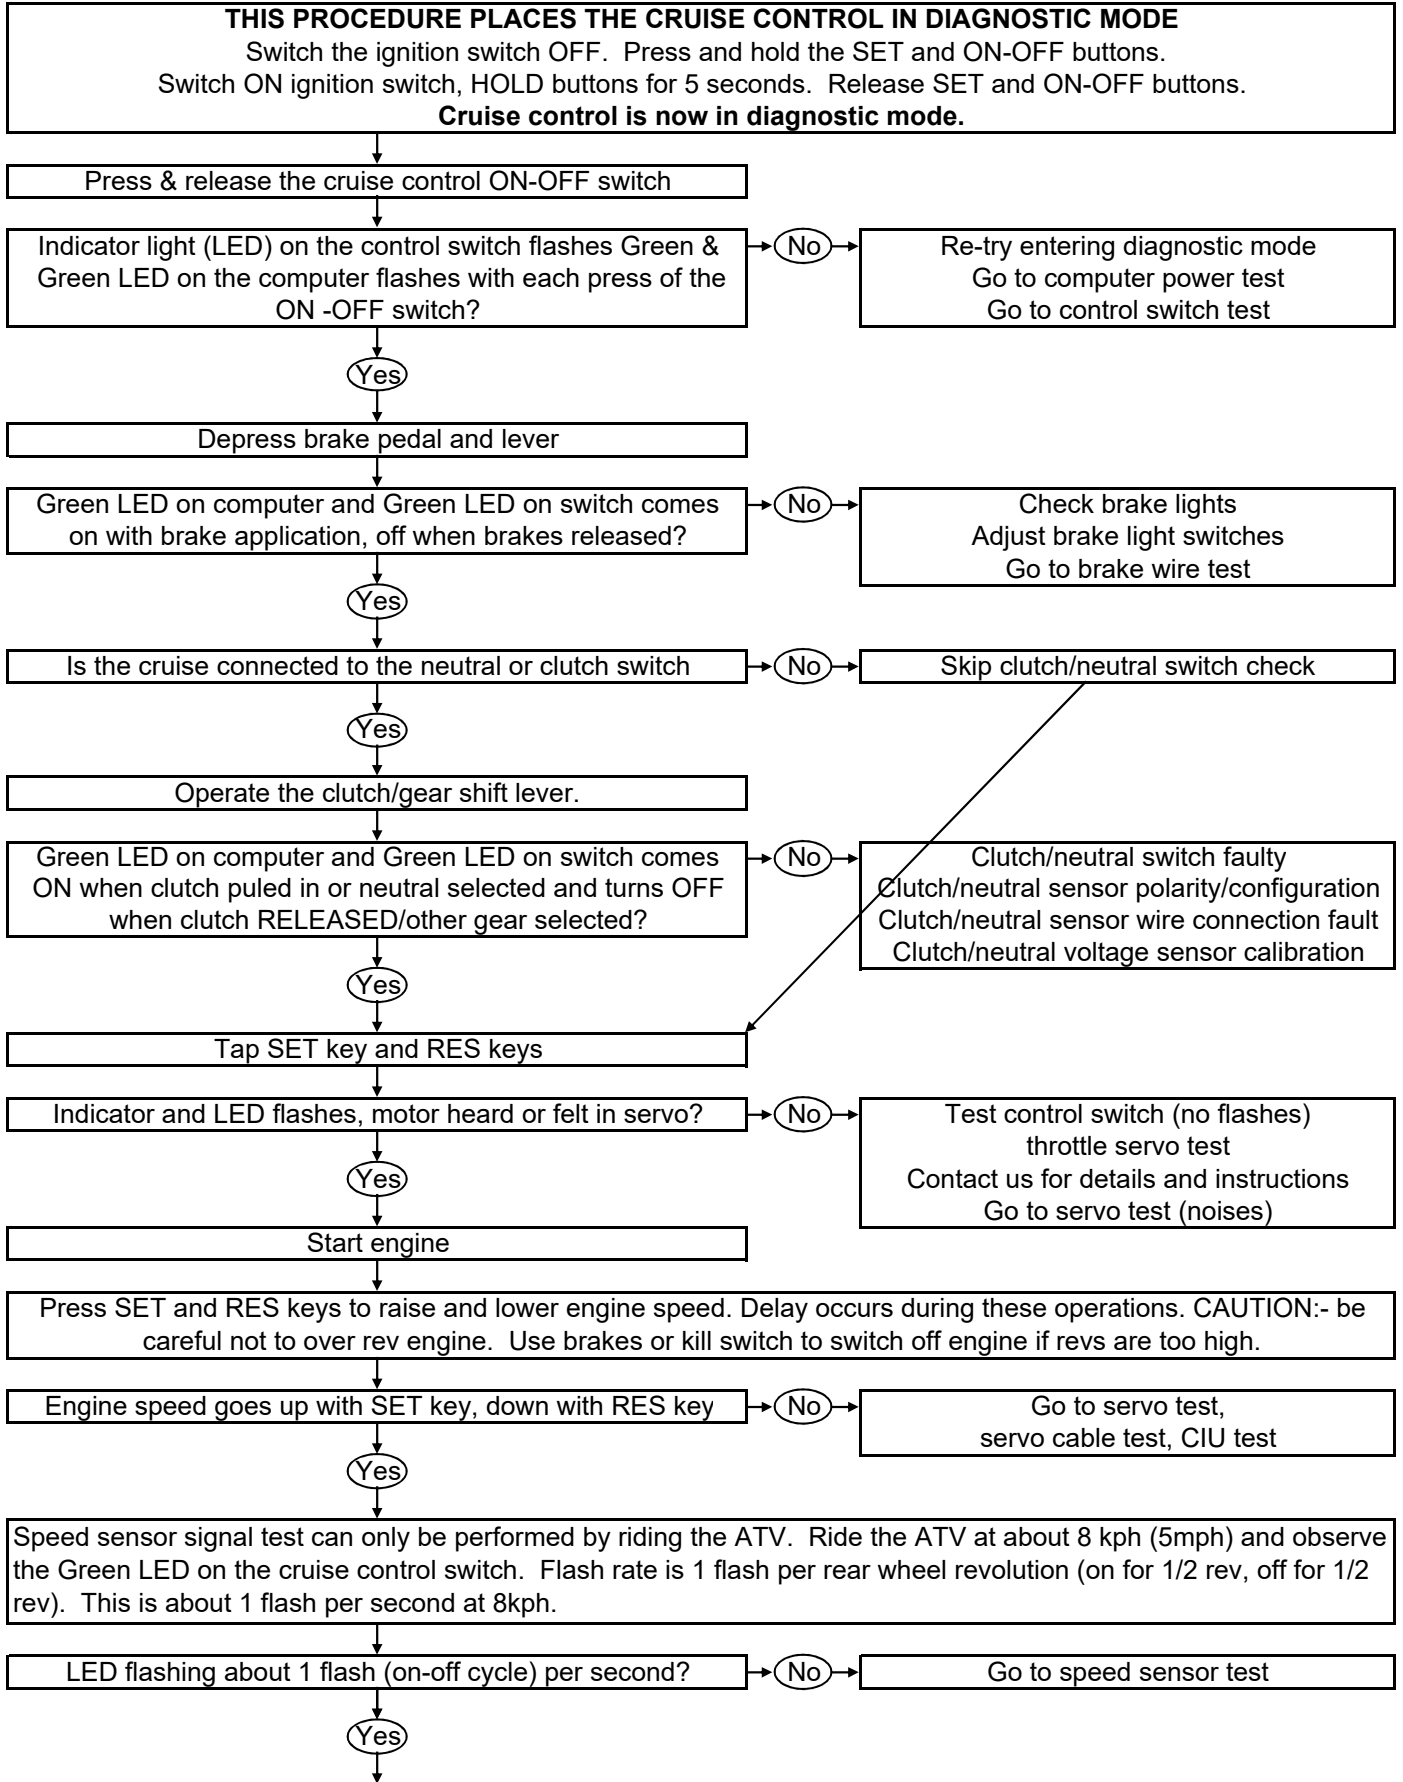 THIS PROCEDURE PLACES THE CRUISE CONTROL IN DIAGNOSTIC MODE
Switch the ignition switch OFF. Press and hold the SET and ON-OFF buttons.
Switch ON ignition switch, HOLD buttons for 5 seconds. Release SET and ON-OFF buttons.
Cruise control is now in diagnostic mode.
Press & release the cruise control ON-OFF switch
Indicator light (LED) on the control switch flashes Green &
Green LED on the computer flashes with each press of the
ON -OFF switch?
No
Re-try entering diagnostic mode
Go to computer power test
Go to control switch test
Yes
Depress brake pedal and lever
Green LED on computer and Green LED on switch comes
on with brake application, off when brakes released?
No
Check brake lights
Adjust brake light switches
Go to brake wire test
Yes
Is the cruise connected to the neutral or clutch switch
No
Skip clutch/neutral switch check
Yes
Operate the clutch/gear shift lever.
Green LED on computer and Green LED on switch comes
ON when clutch puled in or neutral selected and turns OFF
when clutch RELEASED/other gear selected?
No
Clutch/neutral switch faulty
Clutch/neutral sensor polarity/configuration
Clutch/neutral sensor wire connection fault
Clutch/neutral voltage sensor calibration
Yes
Tap SET key and RES keys
Indicator and LED flashes, motor heard or felt in servo?
No
Test control switch (no flashes)
throttle servo test
Contact us for details and instructions
Go to servo test (noises)
Yes
Start engine
Press SET and RES keys to raise and lower engine speed. Delay occurs during these operations. CAUTION:- be
careful not to over rev engine. Use brakes or kill switch to switch off engine if revs are too high.
Engine speed goes up with SET key, down with RES key
No
Go to servo test,
servo cable test, CIU test
Yes
Speed sensor signal test can only be performed by riding the ATV. Ride the ATV at about 8 kph (5mph) and observe
the Green LED on the cruise control switch. Flash rate is 1 flash per rear wheel revolution (on for 1/2 rev, off for 1/2
rev). This is about 1 flash per second at 8kph.
LED flashing about 1 flash (on-off cycle) per second?
No
Go to speed sensor test
Yes